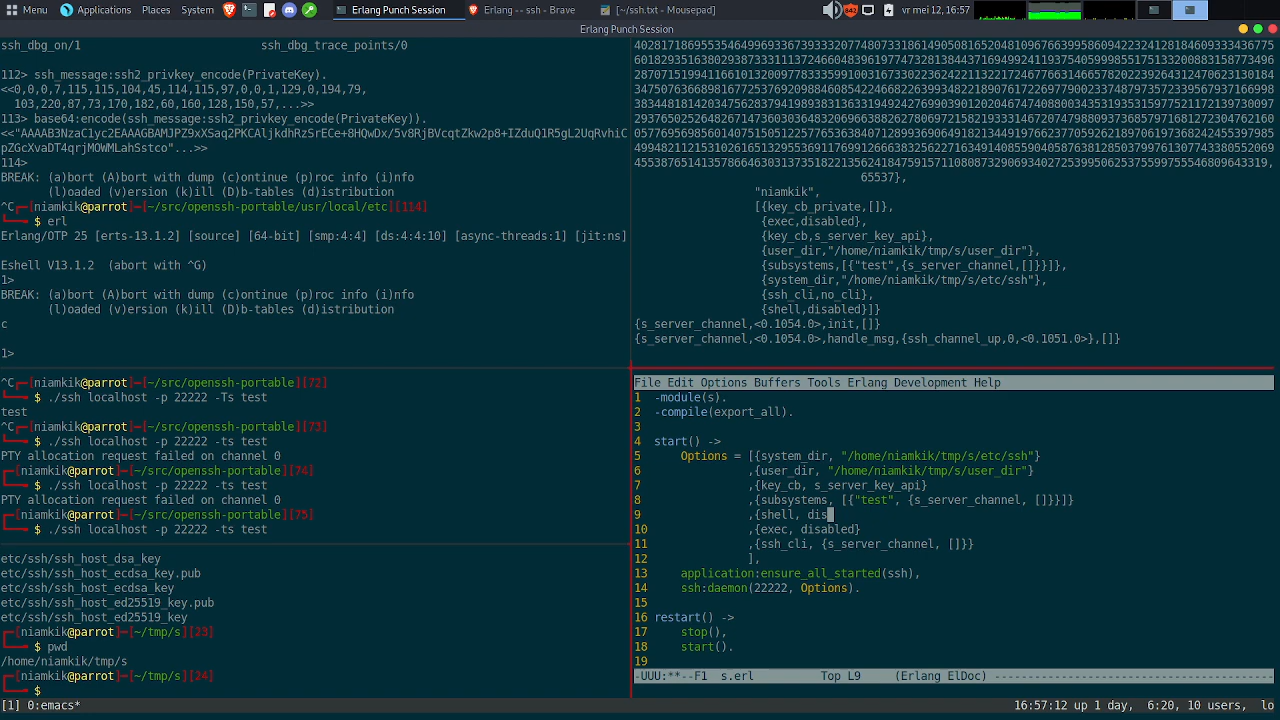 Menu Applications Places System Erlang Punch Session Erlang -- ssh - Brave [~/ssh.txt - Mousepad] 842 vr mei 12, 16:57
Erlang Punch Session
ssh_dbg_on/1 ssh_dbg_trace_points/0
112> ssh_message:ssh2_privkey_encode(PrivateKey).
<<0,0,0,7,115,115,104,45,114,115,97,0,0,1,129,0,194,79,
103,220,87,73,170,182,60,160,128,150,57,...>>
113> base64:encode(ssh_message:ssh2_privkey_encode(PrivateKey)).
<<"AAAAB3NzaC1yc2EAAAGBAMJPZ9xXSaq2PKCAljkdhRzSrECe+8HQwDx/5v8RjBVcqtZkw2p8+IZduQ1R5gL2UqRvhiC
pZGcXvaDT4qrjMOWMLahSstco"...>>
114>
BREAK: (a)bort (A)bort with dump (c)ontinue (p)roc info (i)nfo
(l)oaded (v)ersion (k)ill (D)b-tables (d)istribution
^C┌─[niamkik@parrot]─[~/src/openssh-portable/usr/local/etc][114]
└──╼ $ erl
Erlang/OTP 25 [erts-13.1.2] [source] [64-bit] [smp:4:4] [ds:4:4:10] [async-threads:1] [jit:ns]
Eshell V13.1.2  (abort with ^G)
1>
BREAK: (a)bort (A)bort with dump (c)ontinue (p)roc info (i)nfo
(l)oaded (v)ersion (k)ill (D)b-tables (d)istribution
c
1>
^C┌─[niamkik@parrot]─[~/src/openssh-portable][72]
└──╼ $ ./ssh localhost -p 22222 -Ts test
test
^C┌─[niamkik@parrot]─[~/src/openssh-portable][73]
└──╼ $ ./ssh localhost -p 22222 -ts test
PTY allocation request failed on channel 0
┌─[niamkik@parrot]─[~/src/openssh-portable][74]
└──╼ $ ./ssh localhost -p 22222 -ts test
PTY allocation request failed on channel 0
┌─[niamkik@parrot]─[~/src/openssh-portable][75]
└──╼ $ ./ssh localhost -p 22222 -ts test
etc/ssh/ssh_host_dsa_key
etc/ssh/ssh_host_ecdsa_key.pub
etc/ssh/ssh_host_ecdsa_key
etc/ssh/ssh_host_ed25519_key.pub
etc/ssh/ssh_host_ed25519_key
┌─[niamkik@parrot]─[~/tmp/s][23]
└──╼ $ pwd
/home/niamkik/tmp/s
┌─[niamkik@parrot]─[~/tmp/s][24]
└──╼ $
65537},
"niamkik",
[{key_cb_private,[]},
{exec,disabled},
{key_cb,s_server_key_api},
{user_dir,"/home/niamkik/tmp/s/user_dir"},
{subsystems,[{"test",{s_server_channel,[]}}]},
{system_dir,"/home/niamkik/tmp/s/etc/ssh"},
{ssh_cli,no_cli},
{shell,disabled}]}
{s_server_channel,<0.1054.0>,init,[]}
{s_server_channel,<0.1054.0>,handle_msg,{ssh_channel_up,0,<0.1051.0>},[]}
File Edit Options Buffers Tools Erlang Development Help
1 -module(s).
2 -compile(export_all).
3
4 start() ->
5 Options = [{system_dir, "/home/niamkik/tmp/s/etc/ssh"}
6 ,{user_dir, "/home/niamkik/tmp/s/user_dir"}
7 ,{key_cb, s_server_key_api}
8 ,{subsystems, [{"test", {s_server_channel, []}}]}
9 ,{shell, dis
10 ,{exec, disabled}
11 ,{ssh_cli, {s_server_channel, []}}
12 ],
13 application:ensure_all_started(ssh),
14 ssh:daemon(22222, Options).
15
16 restart() ->
17 stop(),
18 start().
19
-UUU:**--F1  s.erl Top L9 (Erlang ElDoc)
[1] 0:emacs* 16:57:12 up 1 day,  6:20, 10 users,  lo